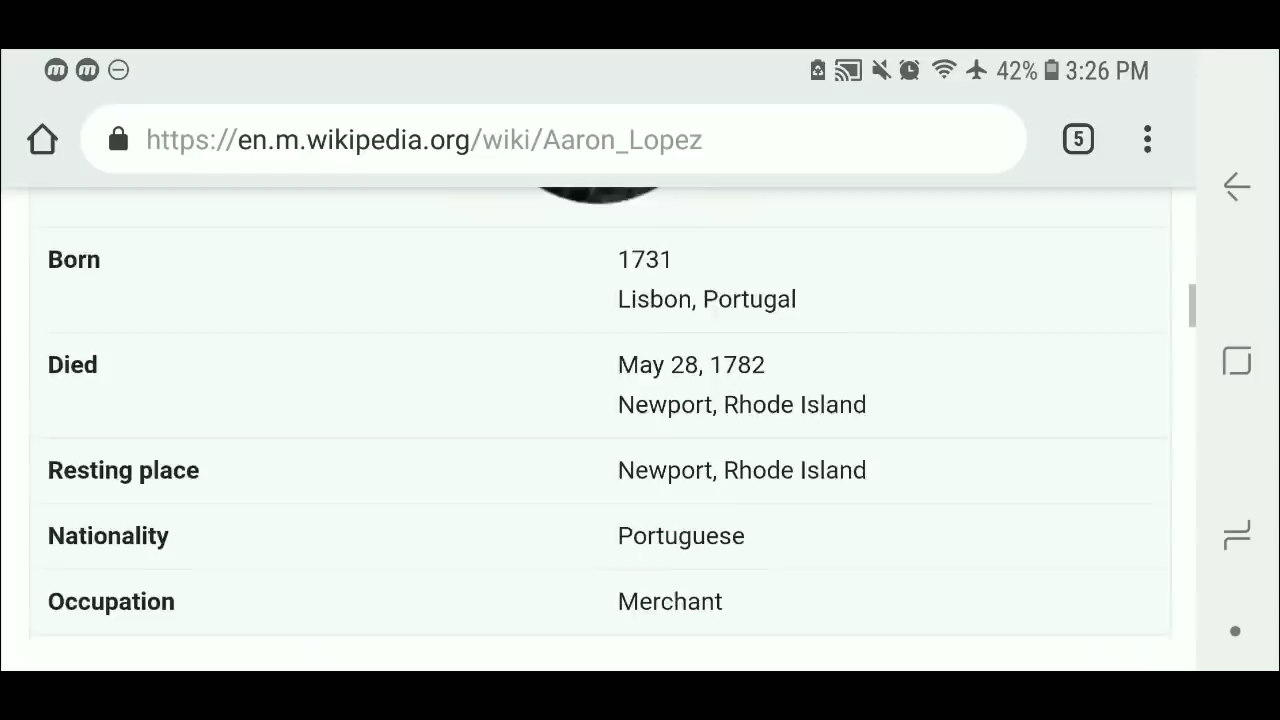 42% 3:26 PM
https://en.m.wikipedia.org/wiki/Aaron_Lopez 5
Born 1731
Lisbon, Portugal
Died May 28, 1782
Newport, Rhode Island
Resting place Newport, Rhode Island
Nationality Portuguese
Occupation Merchant